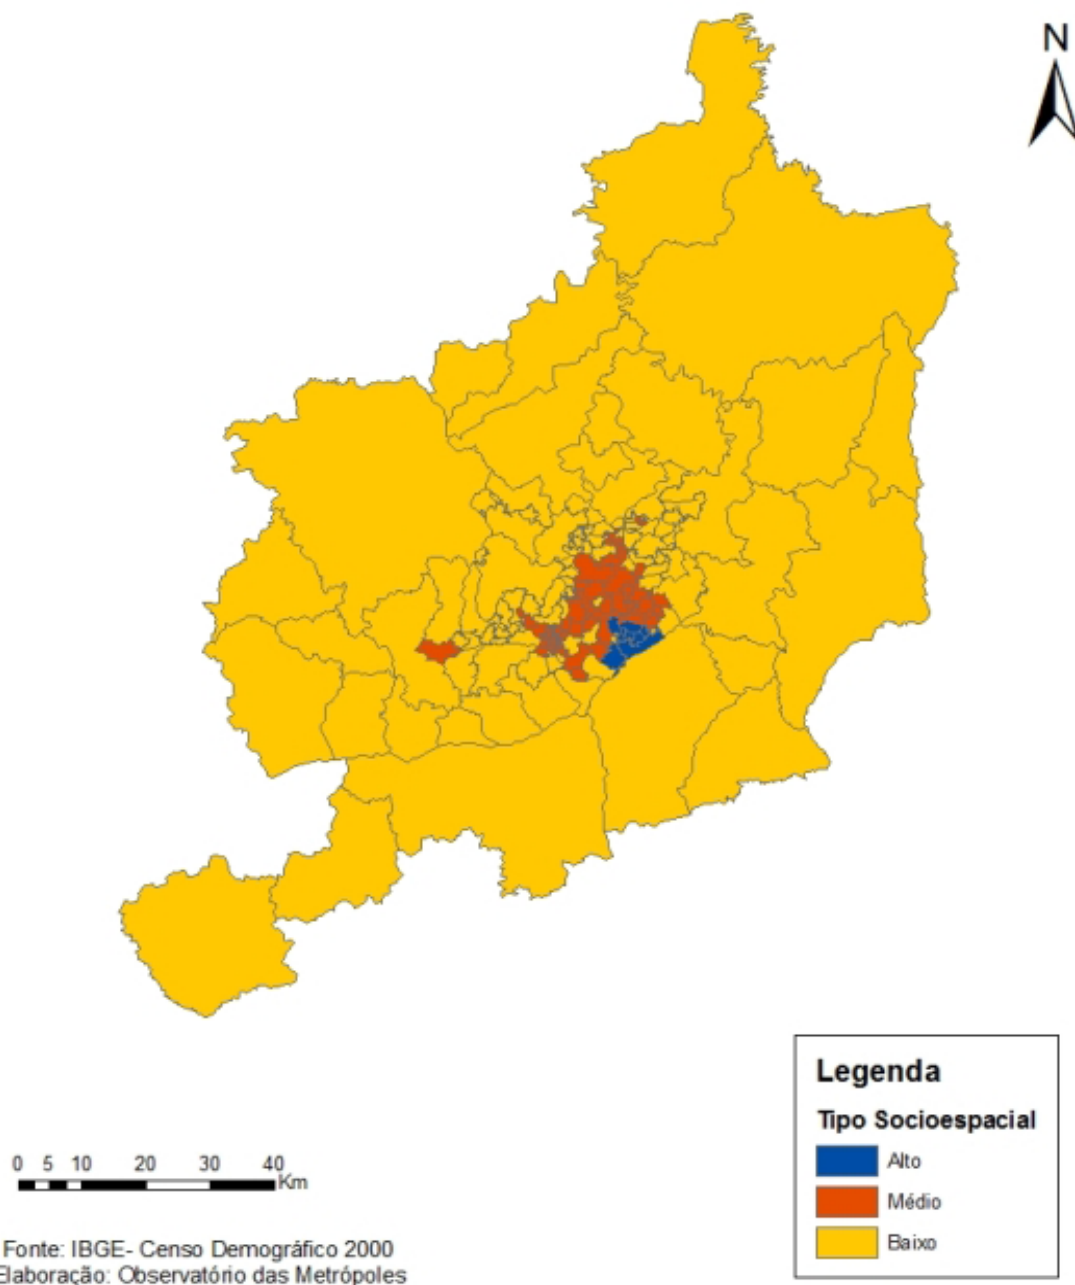 N
Legenda
Tipo Socioespacial
Alto
Médio
Baixo
0 5 10 20 30 40
Km
Fonte: IBGE- Censo Demográfico 2000
Elaboração: Observatório das Metrópoles